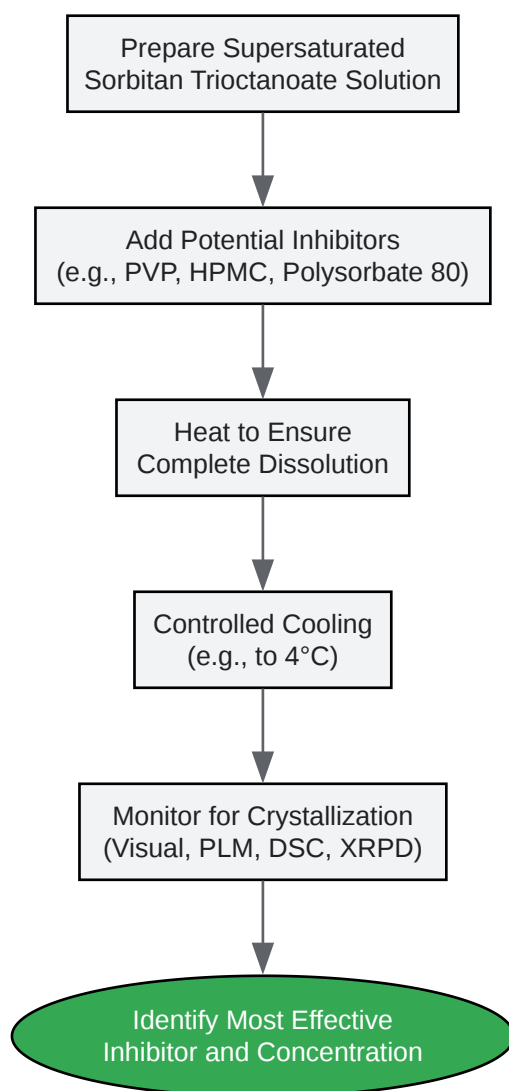 Prepare Supersaturated
Sorbitan Trioctanoate Solution
Add Potential Inhibitors
(e.g., PVP, HPMC, Polysorbate 80)
Heat to Ensure
Complete Dissolution
Controlled Cooling
(e.g., to 4°C)
Monitor for Crystallization
(Visual, PLM, DSC, XRPD)
Identify Most Effective
Inhibitor and Concentration